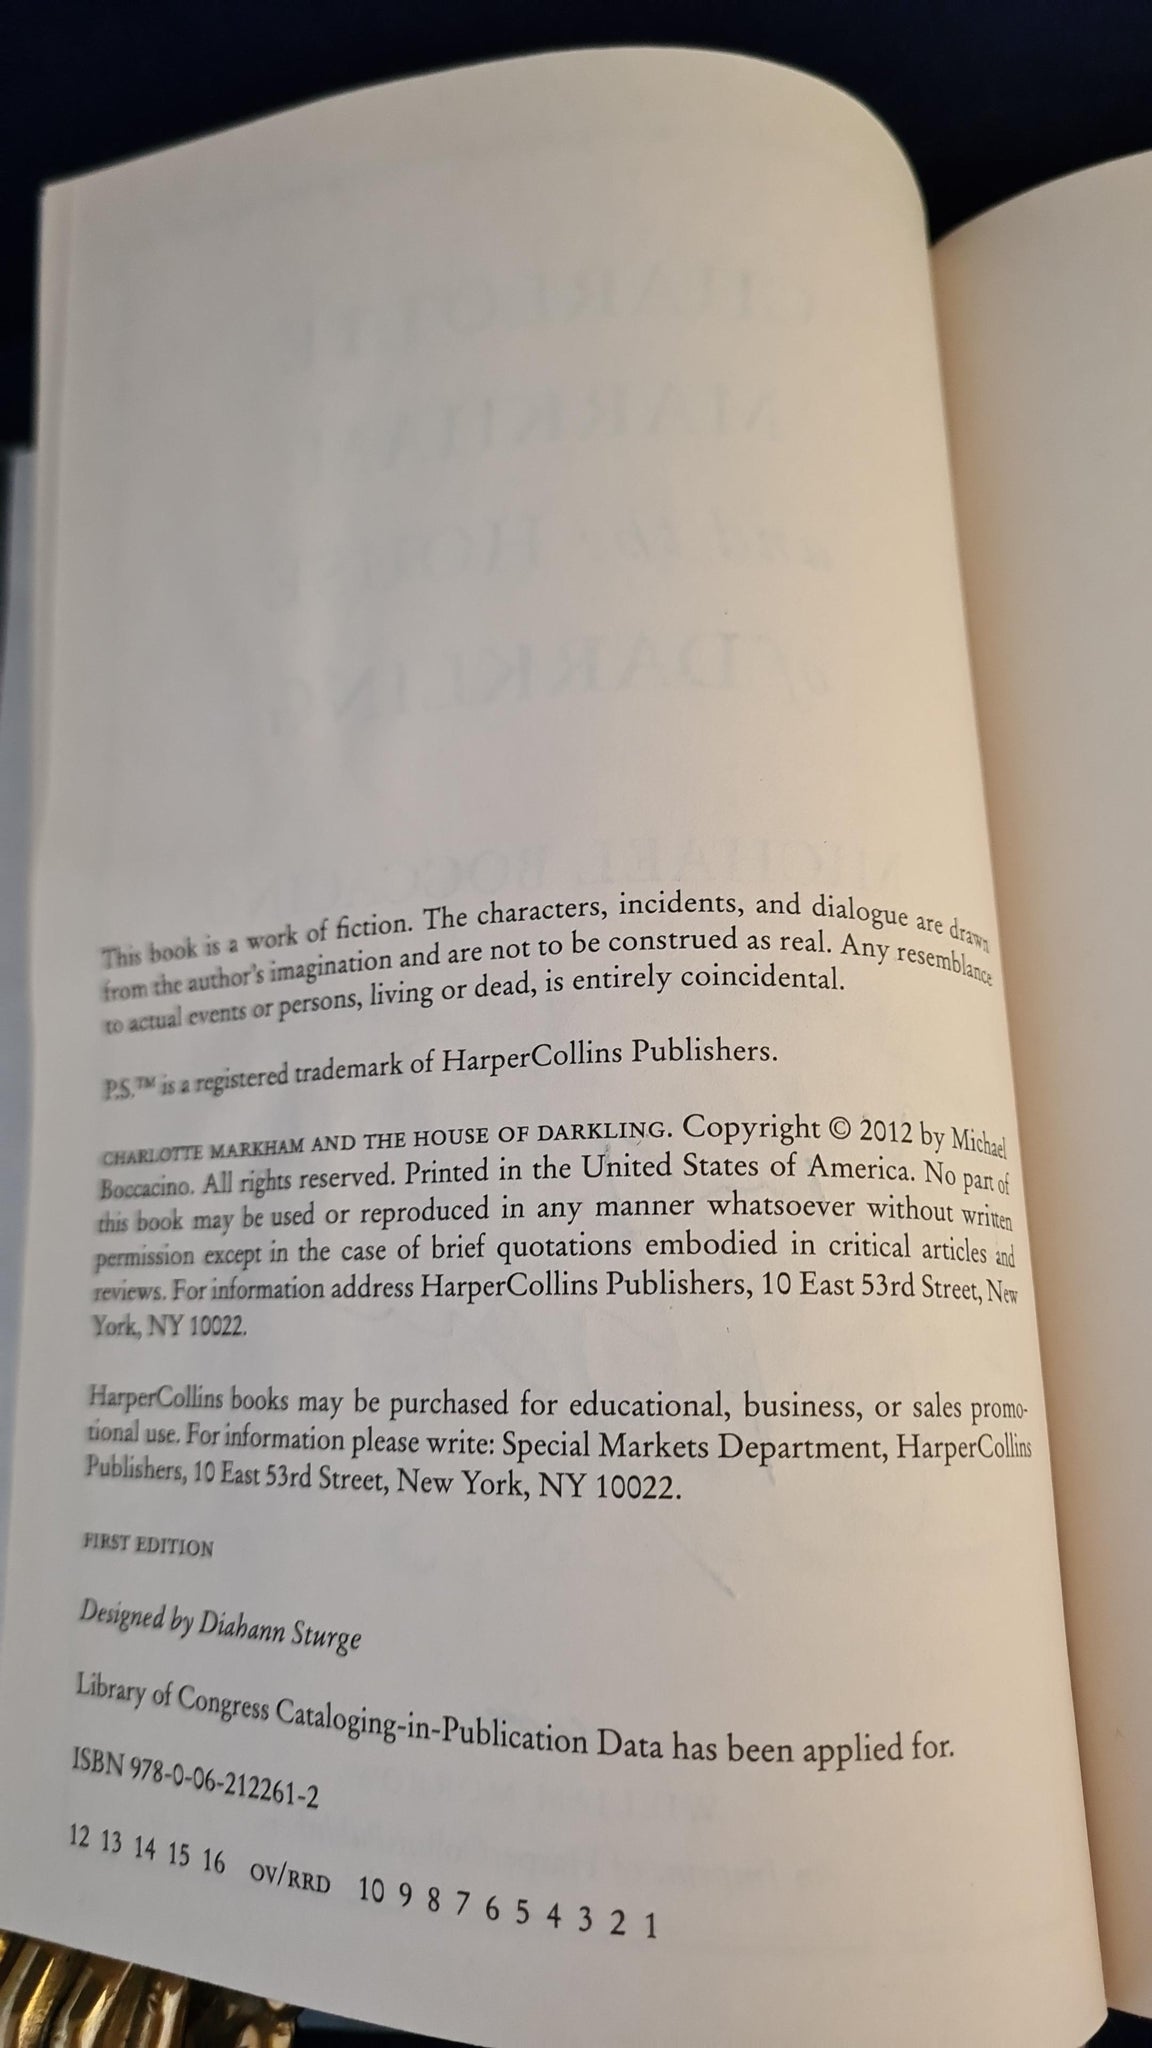 This book is a work of fiction. The characters, incidents, and dialogue are drawn
from the author's imagination and are not to be construed as real. Any resemblance
to actual events or persons, living or dead, is entirely coincidental.
P.S.™ is a registered trademark of HarperCollins Publishers.
CHARLOTTE MARKHAM AND THE HOUSE OF DARKLING. Copyright © 2012 by Michael
Boccacino. All rights reserved. Printed in the United States of America. No part of
this book may be used or reproduced in any manner whatsoever without written
permission except in the case of brief quotations embodied in critical articles and
reviews. For information address HarperCollins Publishers, 10 East 53rd Street, New
York, NY 10022.
HarperCollins books may be purchased for educational, business, or sales promo-
tional use. For information please write: Special Markets Department, HarperCollins
Publishers, 10 East 53rd Street, New York, NY 10022.
FIRST EDITION
Designed by Diahann Sturge
Library of Congress Cataloging-in-Publication Data has been applied for.
ISBN 978-0-06-212261-2
12 13 14 15 16 OV/RRD 10 9 8 7 6 5 4 3 2 1